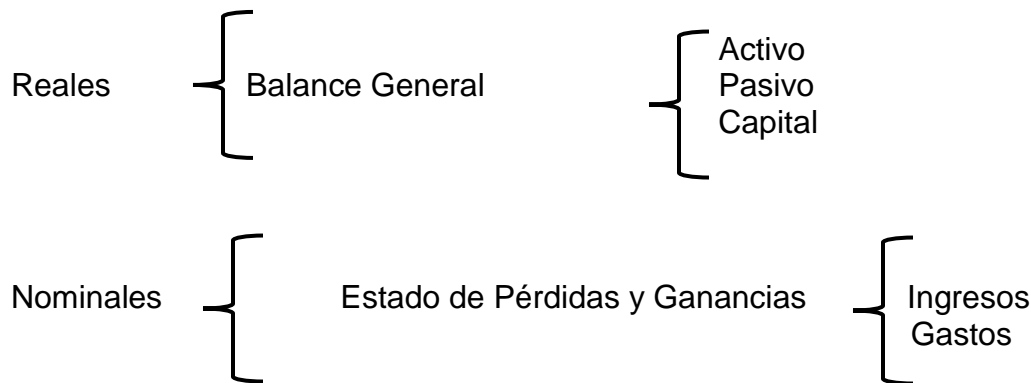 Activo
Reales Balance General Pasivo
Capital
Nominales Estado de Pérdidas y Ganancias Ingresos
Gastos